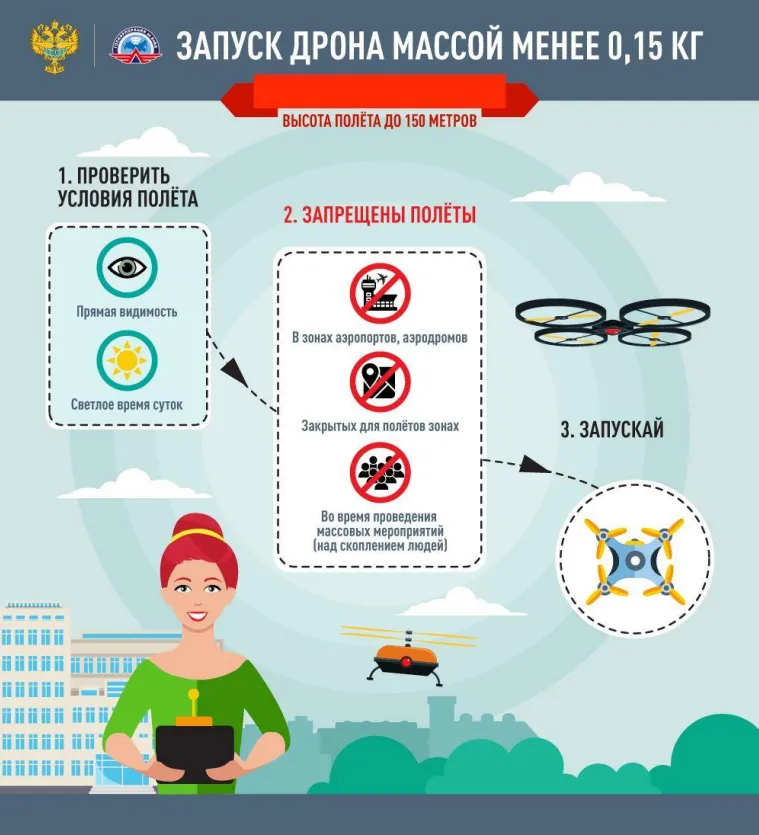 ЗАПУСК ДРОНА МАССОЙ МЕНЕЕ 0,15 КГ
ВЫСОТА ПОЛЁТА ДО 150 МЕТРОВ
1. ПРОВЕРИТЬ
УСЛОВИЯ ПОЛЁТА
Прямая видимость
Светлое время суток
2. ЗАПРЕЩЕНЫ ПОЛЁТЫ
В зонах аэропортов, аэродромов
Закрытых для полётов зонах
Во время проведения
массовых мероприятий
(над скоплением людей)
3. ЗАПУСКАЙ